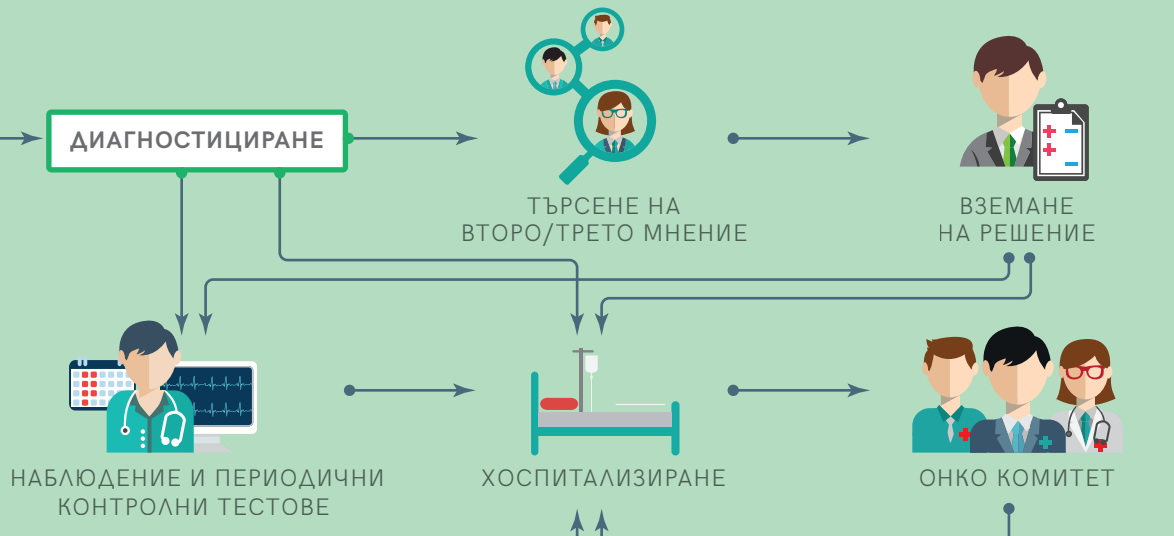 ДИАГНОСТИЦИРАНЕ
ТЪРСЕНЕ НА
ВТОРО/ТРЕТО МНЕНИЕ
ВЗЕМАНЕ
НА РЕШЕНИЕ
НАБЛЮДЕНИЕ И ПЕРИОДИЧНИ
КОНТРОЛНИ ТЕСТОВЕ
ХОСПИТАЛИЗИРАНЕ
ОНКО КОМИТЕТ